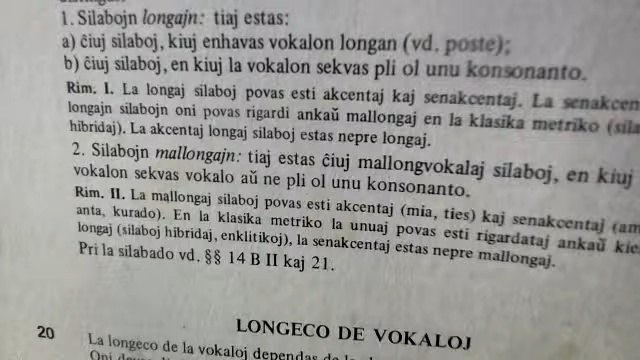 1. Silabojn longajn: tiaj estas:
a) ĉiuj silaboj, kiuj enhavas vokalon longan (vd. poste);
b) ĉiuj silaboj, en kiuj la vokalon sekvas pli ol unu konsonanto.
Rim. I. La longaj silaboj povas esti akcentaj kaj senakcentaj. La senakcen
longajn silabojn oni povas rigardi ankaŭ mallongaj en la klasika metriko (sila
hibridaj). La akcentaj longaj silaboj estas nepre longaj.
2. Silabojn mallongajn: tiaj estas ĉiuj mallongvokalaj silaboj, en kiuj
vokalon sekvas vokalo aŭ ne pli ol unu konsonanto.
Rim. II. La mallongaj silaboj povas esti akcentaj (mia, ties) kaj senakcentaj (am
anta, kurado). En la klasika metriko la unuaj povas esti rigardataj ankaŭ kie
longaj (silaboj hibridaj, enklitikoj), la senakcentaj estas nepre mallongaj.
Pri la silabado vd. §§ 14 B II kaj 21.
LONGECO DE VOKALOJ
20 La longeco de la vokaloj dependas de
Oni